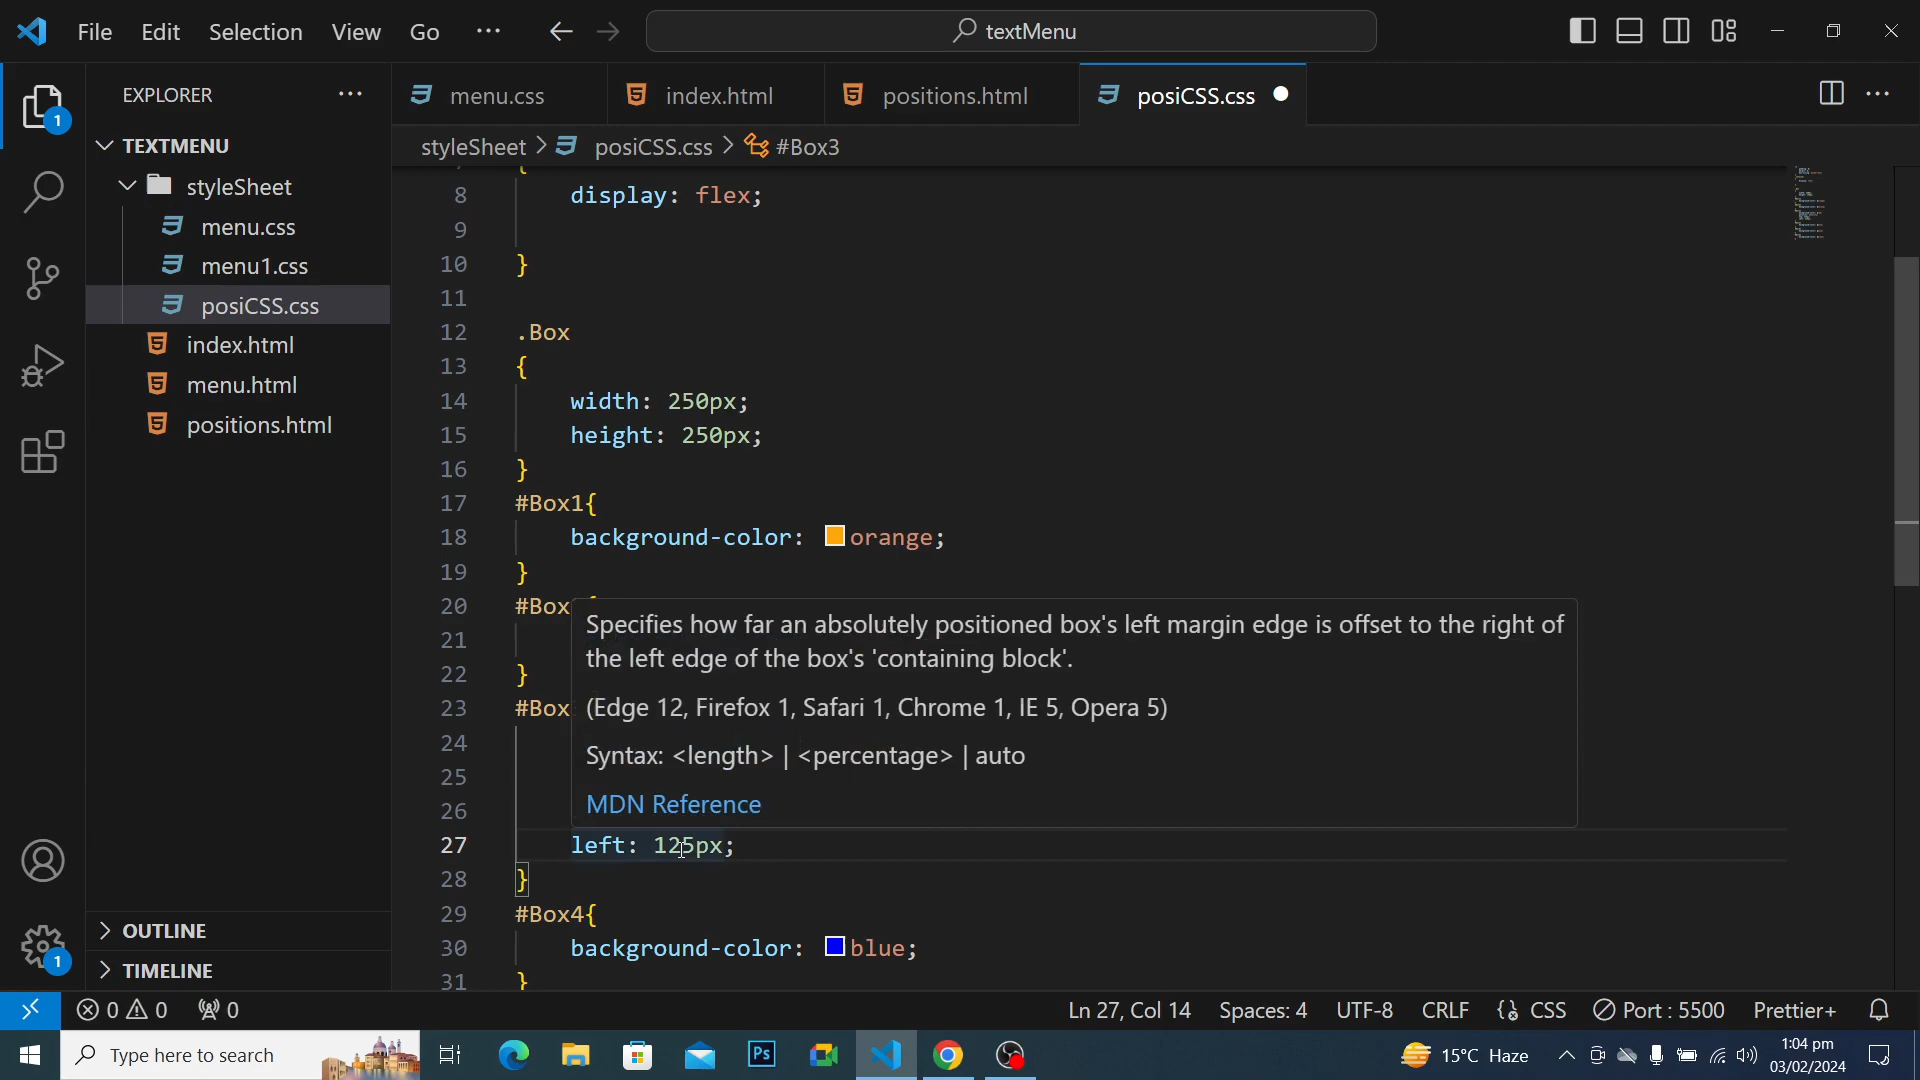 File Edit Selection View Go ··· textMenu
EXPLORER ···
menu.css index.html positions.html posiCSS.css ···
1
TEXTMENU
styleSheet > posiCSS.css > #Box3
styleSheet
menu.css
menu1.css
posiCSS.css
index.html
menu.html
positions.html
8 display: flex;
9
10 }
11
12 .Box
13 {
14 width: 250px;
15 height: 250px;
16 }
17 #Box1{
18 background-color: orange;
19 }
20 #Box
21
22 }
23 #Box
24
25
26
Specifies how far an absolutely positioned box's left margin edge is offset to the right of
the left edge of the box's 'containing block'.
(Edge 12, Firefox 1, Safari 1, Chrome 1, IE 5, Opera 5)
Syntax: <length> | <percentage> | auto
MDN Reference
27 left: 125px;
28 }
29 #Box4{
30 background-color: blue;
31 }
OUTLINE
TIMELINE
1
0 0 0 Ln 27, Col 14 Spaces: 4 UTF-8 CRLF {} CSS Port : 5500 Prettier+
Type here to search Ps 15°C Haze 1:04 pm
03/02/2024